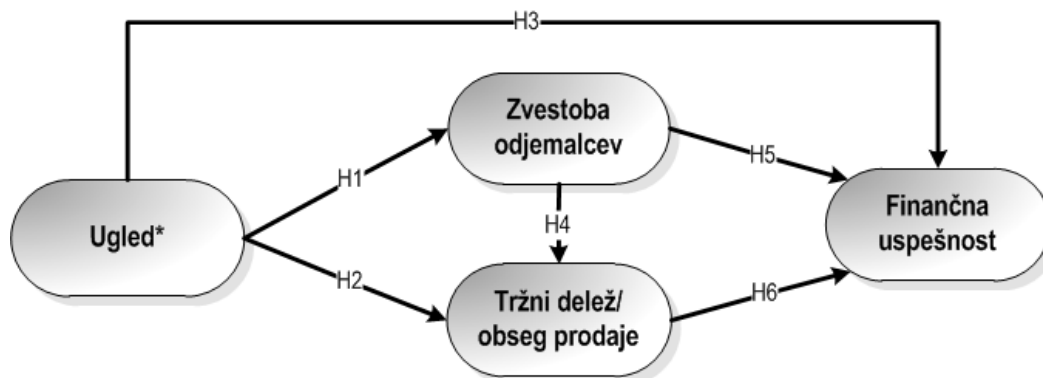 H3
Zvestoba
odjemalcev
H5
H1
Ugled*
H4
Finančna
uspešnost
H2
Tržni delež/
obseg prodaje
H6